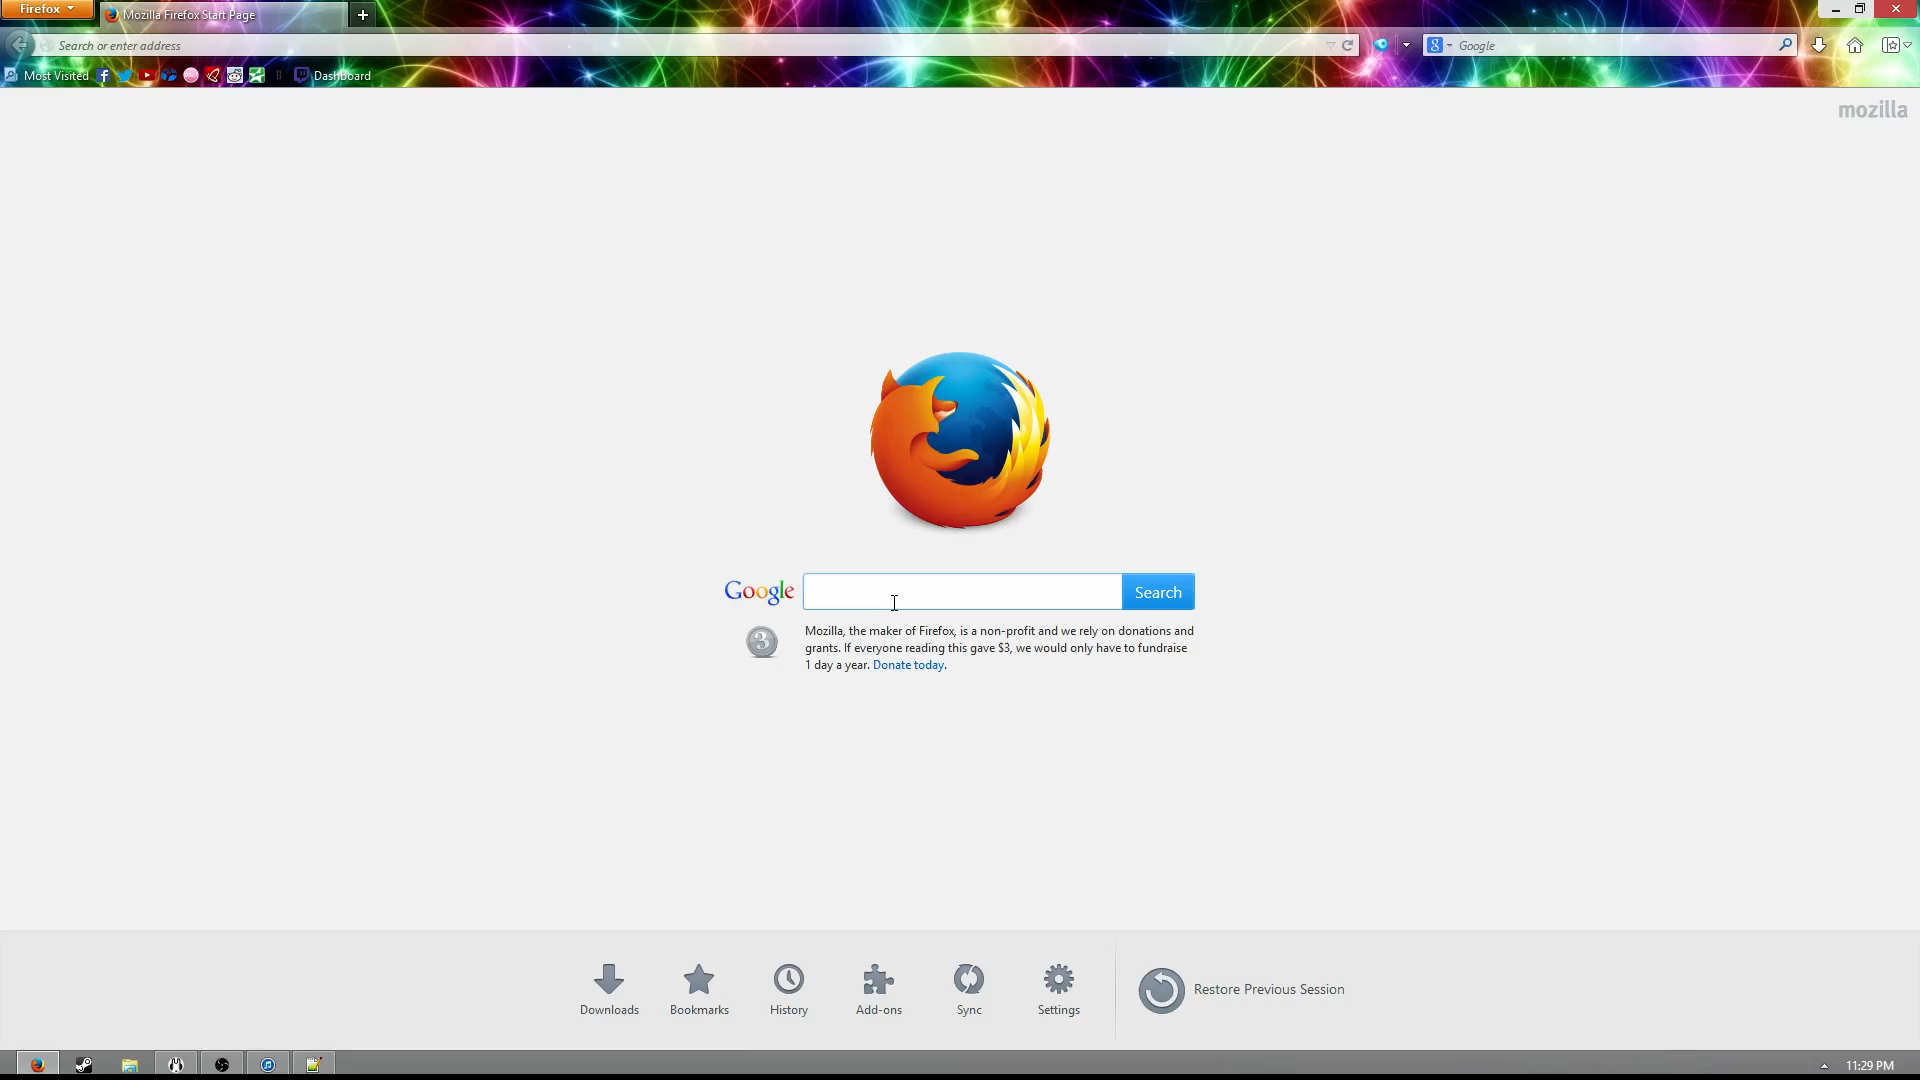 Firefox
Mozilla Firefox Start Page
Search or enter address
Google
Most Visited
Dashboard
mozilla
Google
Search
3
Mozilla, the maker of Firefox, is a non-profit and we rely on donations and
grants. If everyone reading this gave $3, we would only have to fundraise
1 day a year. Donate today.
Downloads
Bookmarks
History
Add-ons
Sync
Settings
Restore Previous Session
11:29 PM